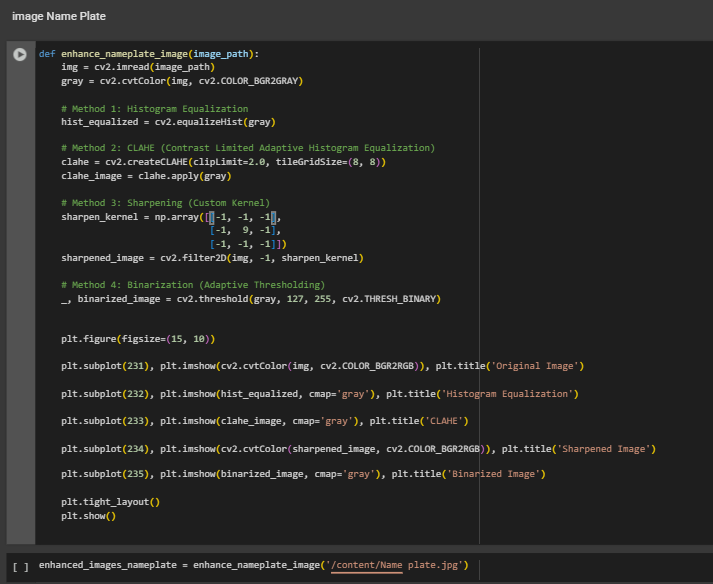 image Name Plate
def enhance_nameplate_image(image_path):
    img = cv2.imread(image_path)
    gray = cv2.cvtColor(img, cv2.COLOR_BGR2GRAY)
    # Method 1: Histogram Equalization
    hist_equalized = cv2.equalizeHist(gray)
    # Method 2: CLAHE (Contrast Limited Adaptive Histogram Equalization)
    clahe = cv2.createCLAHE(clipLimit=2.0, tileGridSize=(8, 8))
    clahe_image = clahe.apply(gray)
    # Method 3: Sharpening (Custom Kernel)
    sharpen_kernel = np.array([[-1, -1, -1],
                               [-1,  9, -1],
                               [-1, -1, -1]])
    sharpened_image = cv2.filter2D(img, -1, sharpen_kernel)
    # Method 4: Binarization (Adaptive Thresholding)
    _, binarized_image = cv2.threshold(gray, 127, 255, cv2.THRESH_BINARY)
    plt.figure(figsize=(15, 10))
    plt.subplot(231), plt.imshow(cv2.cvtColor(img, cv2.COLOR_BGR2RGB)), plt.title('Original Image')
    plt.subplot(232), plt.imshow(hist_equalized, cmap='gray'), plt.title('Histogram Equalization')
    plt.subplot(233), plt.imshow(clahe_image, cmap='gray'), plt.title('CLAHE')
    plt.subplot(234), plt.imshow(cv2.cvtColor(sharpened_image, cv2.COLOR_BGR2RGB)), plt.title('Sharpened Image')
    plt.subplot(235), plt.imshow(binarized_image, cmap='gray'), plt.title('Binarized Image')
    plt.tight_layout()
    plt.show()
[ ] enhanced_images_nameplate = enhance_nameplate_image('/content/Name plate.jpg')